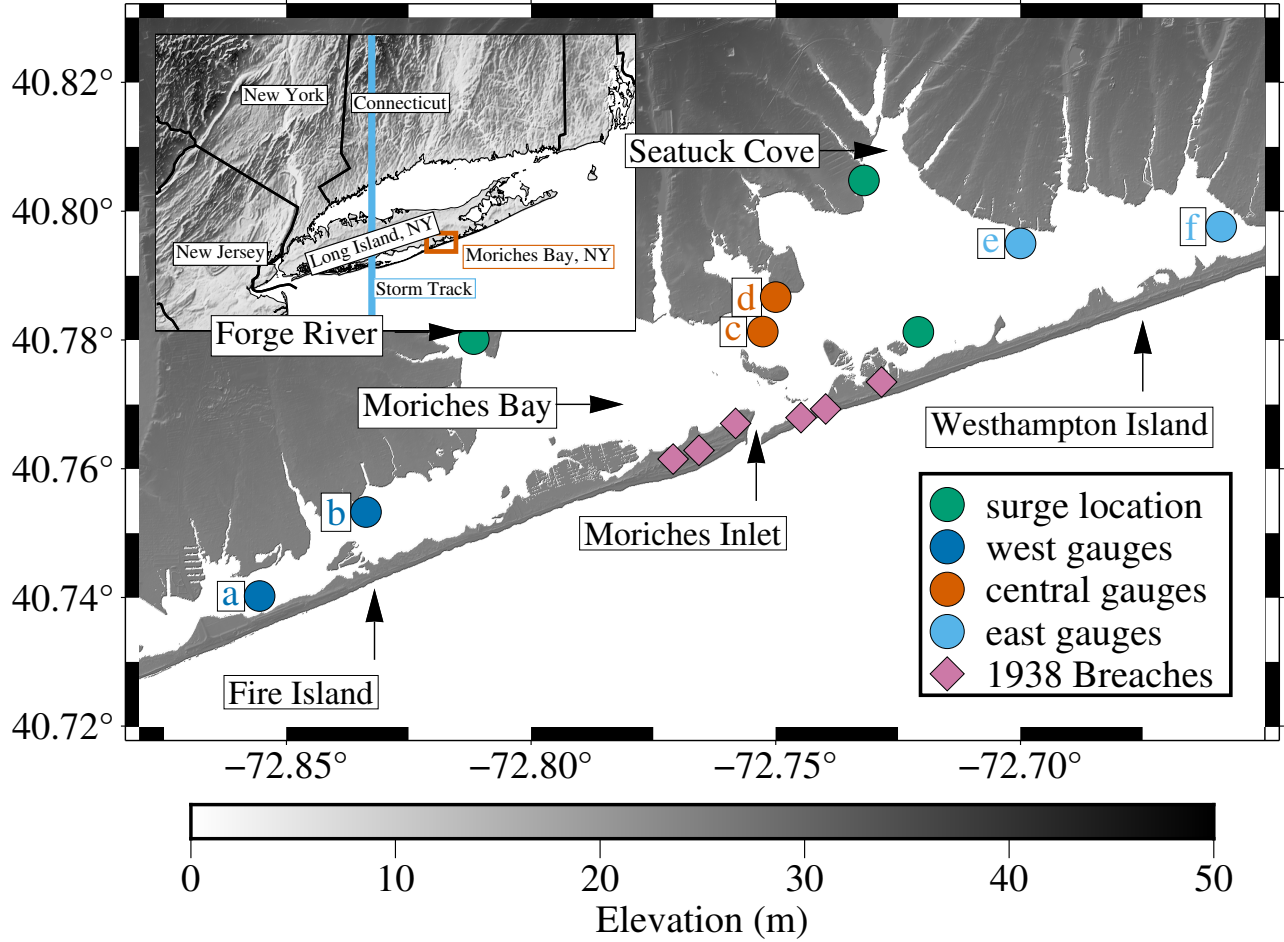 40.82°
40.80°
40.78°
40.76°
40.74°
40.72°
New York
Connecticut
New Jersey
Long Island, NY
Moriches Bay, NY
Storm Track
Seatuck Cove
Forge River
Moriches Bay
Moriches Inlet
Fire Island
Westhampton Island
f
e
d
c
b
a
surge location
west gauges
central gauges
east gauges
1938 Breaches
−72.85°
−72.80°
−72.75°
−72.70°
0
10
20
30
40
50
Elevation (m)